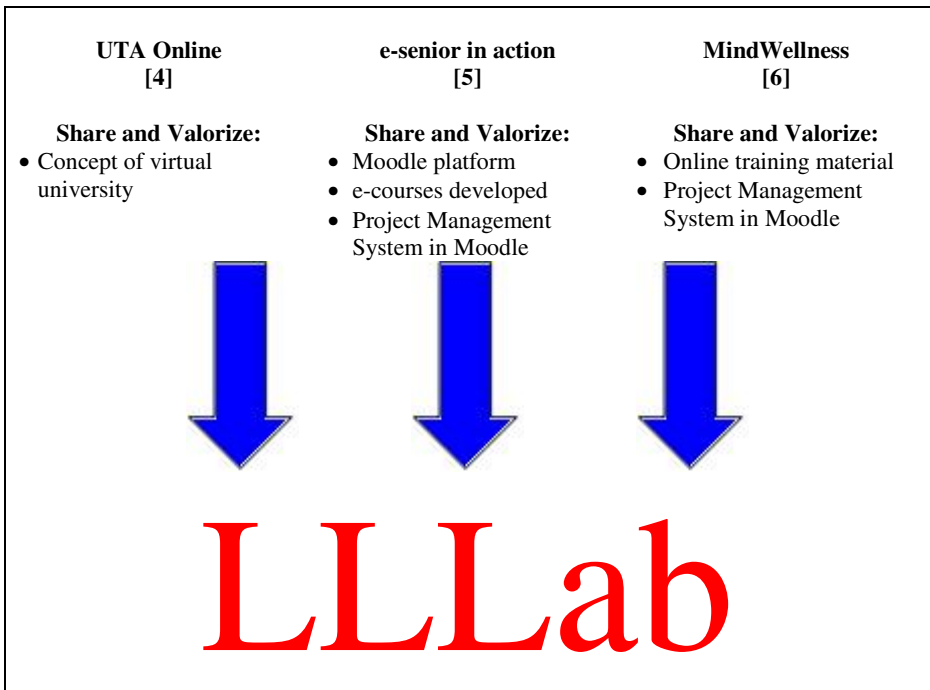 UTA Online
[4]
Share and Valorize:
• Concept of virtual
university
e-senior in action
[5]
Share and Valorize:
• Moodle platform
• e-courses developed
• Project Management
System in Moodle
MindWellness
[6]
Share and Valorize:
• Online training material
• Project Management
System in Moodle
LLLab